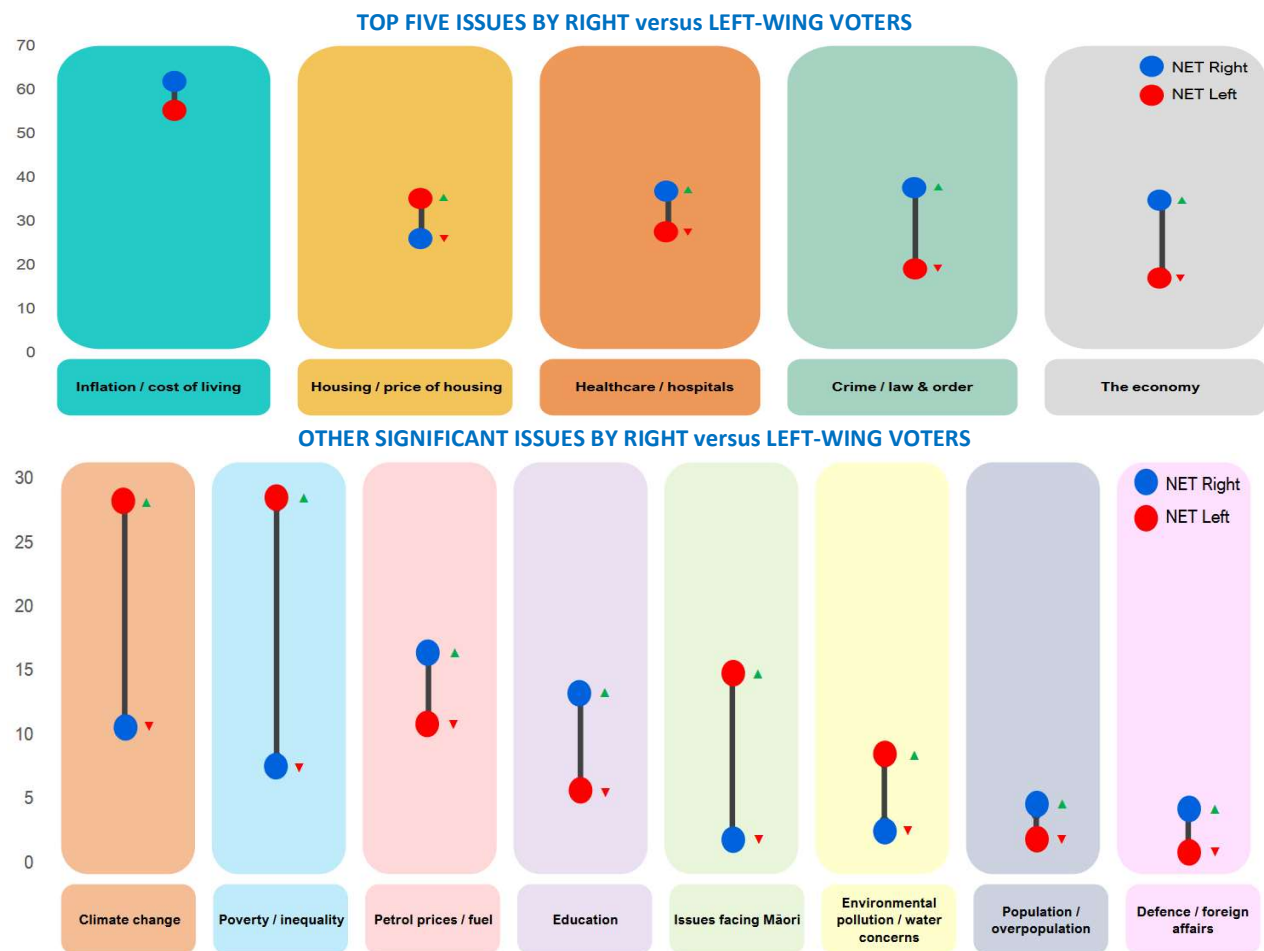 TOP FIVE ISSUES BY RIGHT versus LEFT-WING VOTERS
70
60
50
40
30
20
10
0
NET Right
NET Left
Inflation / cost of living
Housing / price of housing
Healthcare / hospitals
Crime / law & order
The economy
OTHER SIGNIFICANT ISSUES BY RIGHT versus LEFT-WING VOTERS
30
25
20
15
10
5
0
NET Right
NET Left
Climate change
Poverty / inequality
Petrol prices / fuel
Education
Issues facing Māori
Environmental
pollution / water
concerns
Population /
overpopulation
Defence / foreign
affairs